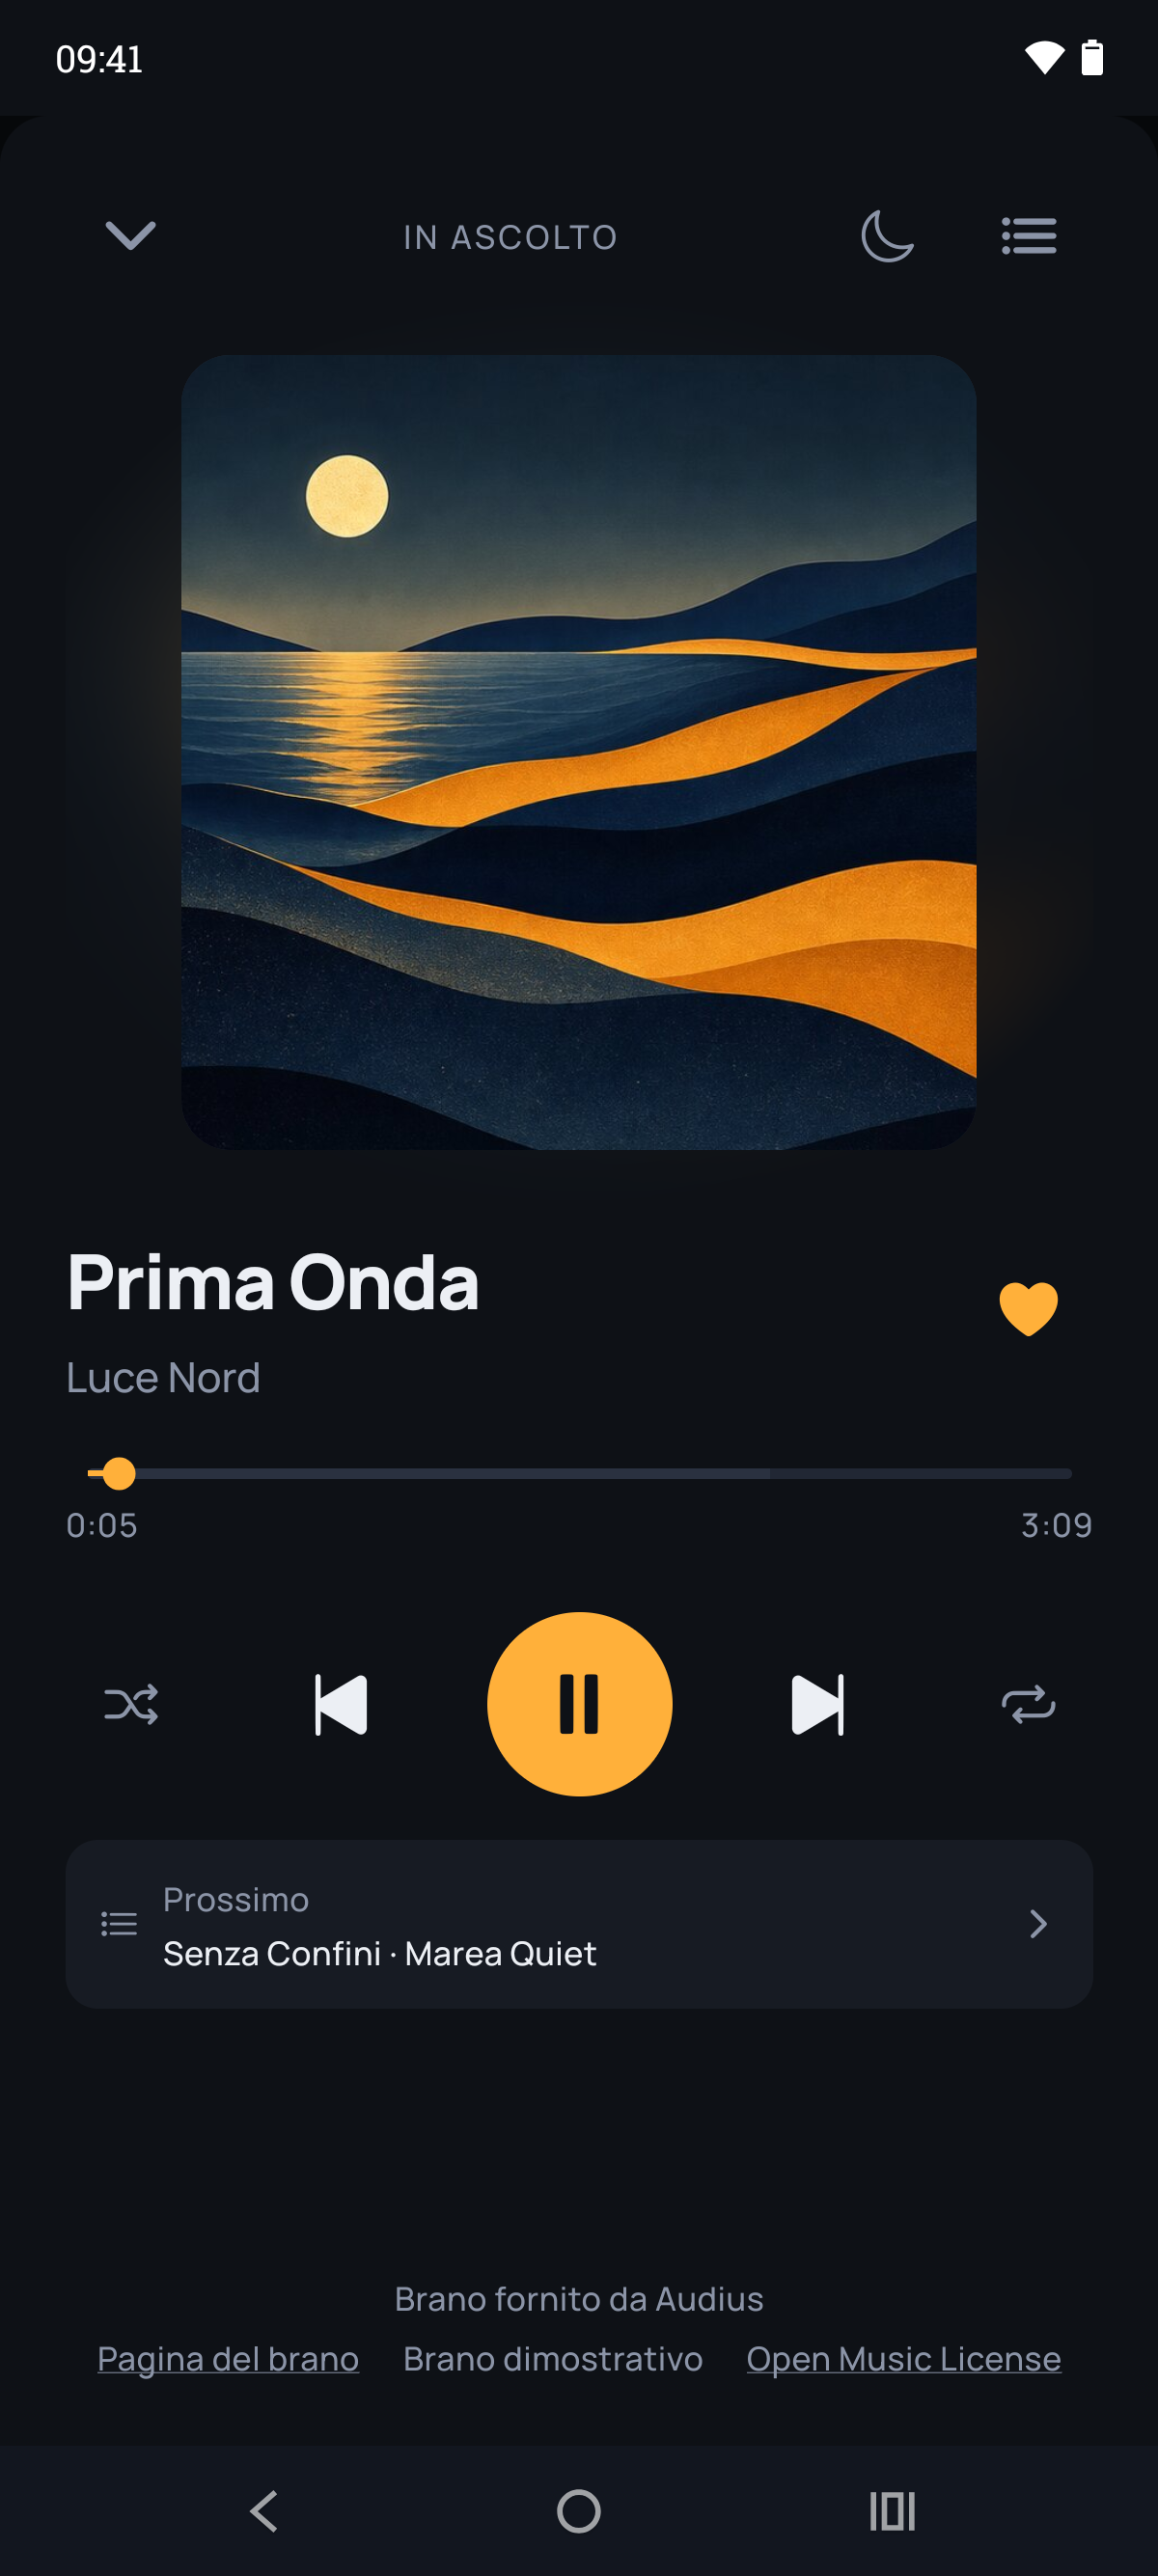 09:41
IN ASCOLTO
Prima Onda
Luce Nord
0:05 3:09
Prossimo
Senza Confini · Marea Quiet
Brano fornito da Audius
Pagina del brano Brano dimostrativo Open Music License